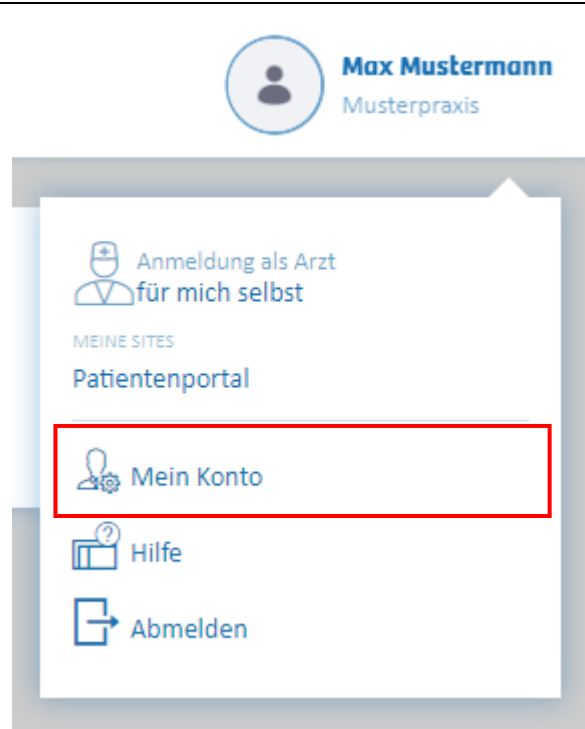 Max Mustermann
Musterpraxis
Anmeldung als Arzt
für mich selbst
MEINE SITES
Patientenportal
Mein Konto
?
Hilfe
Abmelden